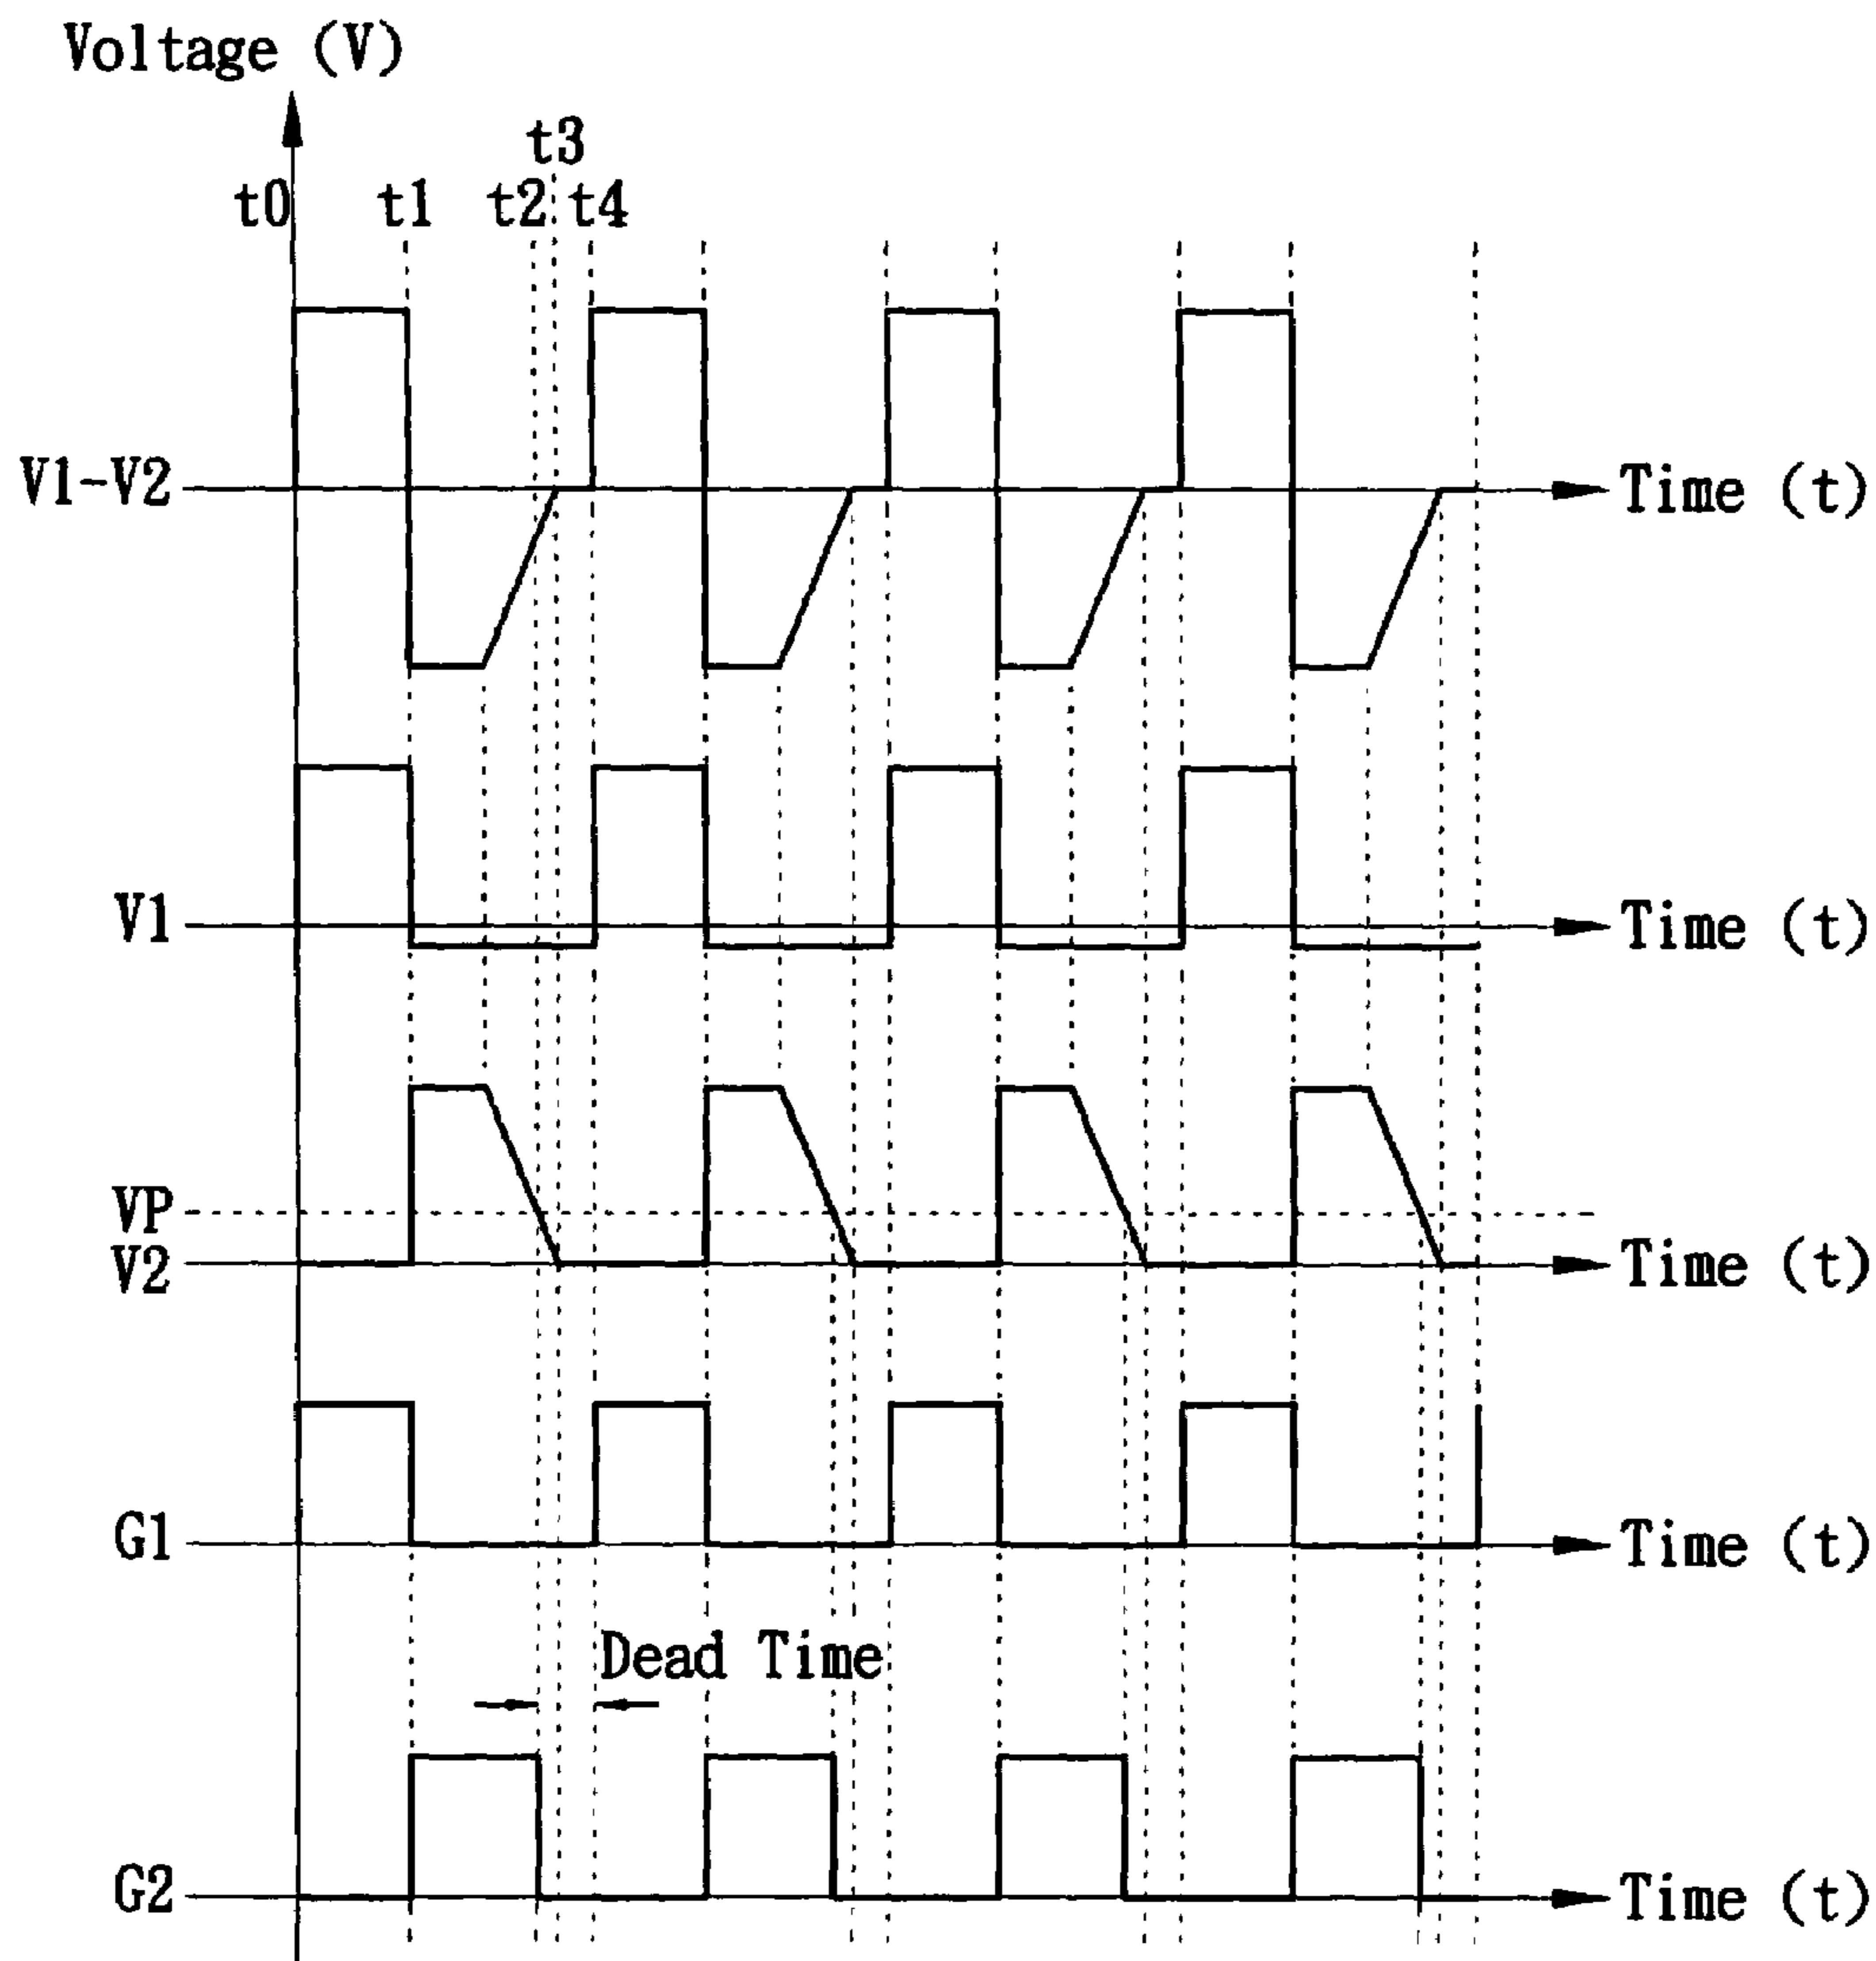 Voltage (V)
t3
t0 t1 t2 t4
V1-V2 Time (t)
V1 Time (t)
VP
V2 Time (t)
G1 Time (t)
Dead Time
G2 Time (t)